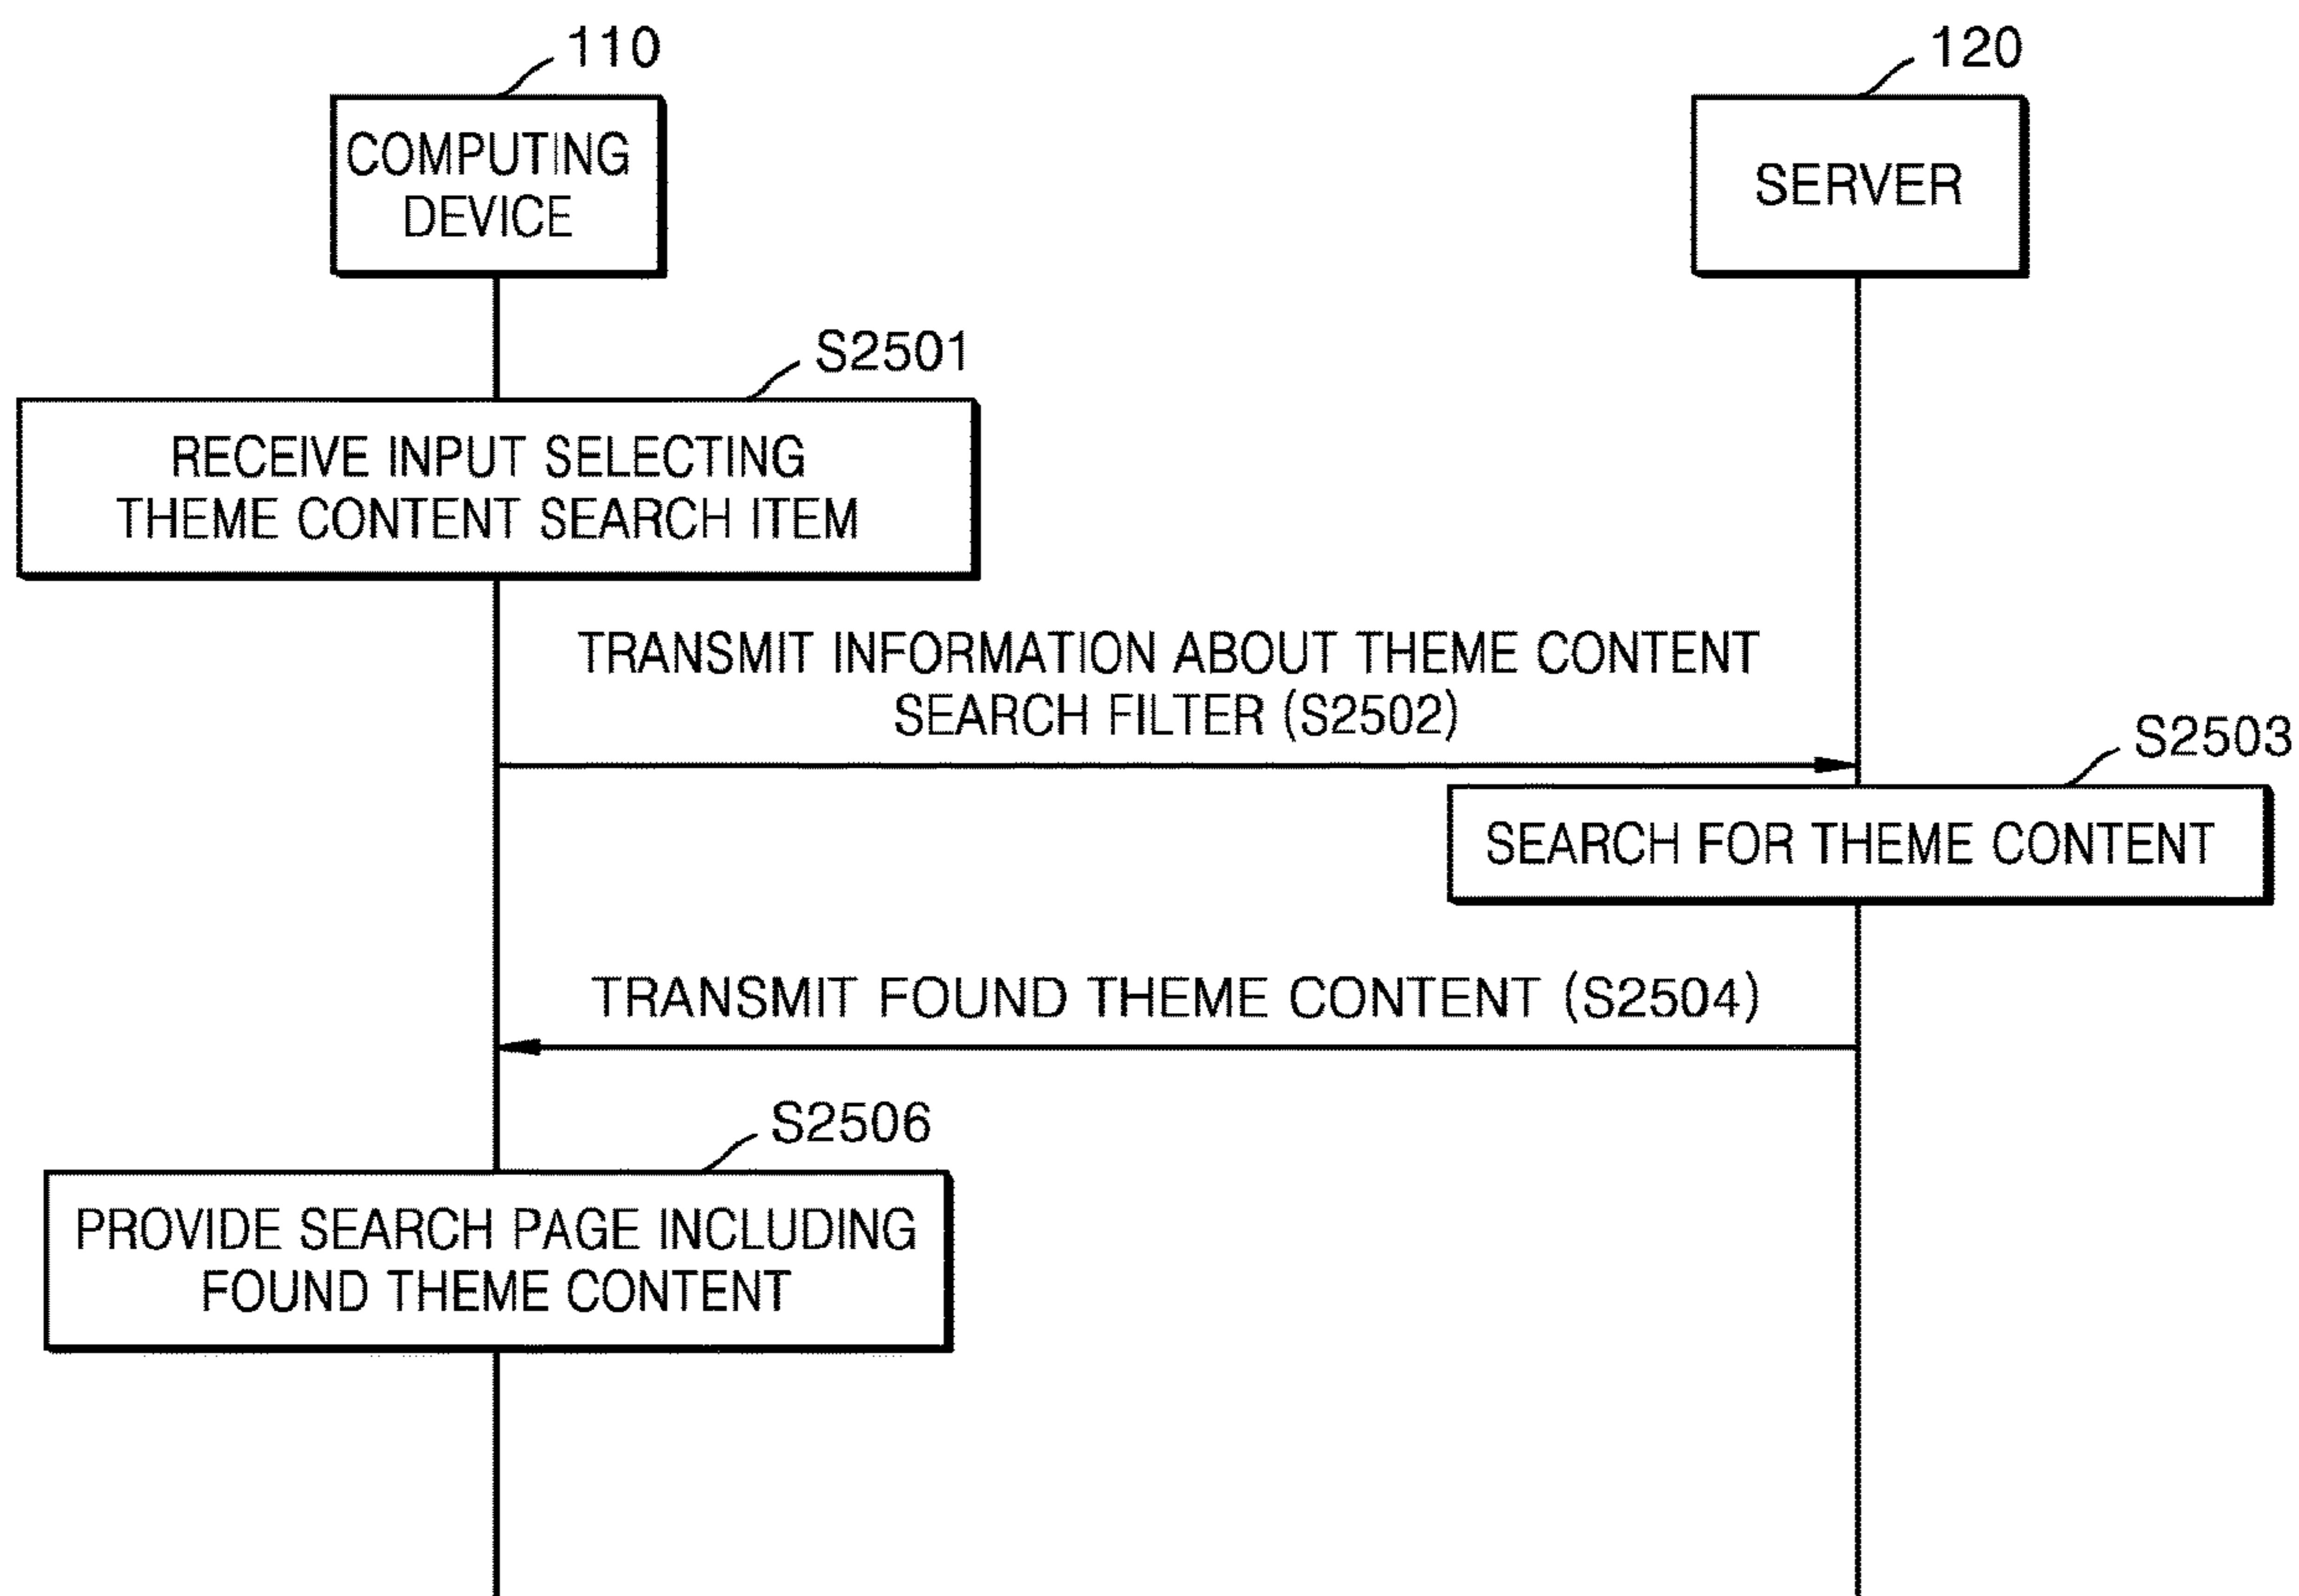 110
120
COMPUTING
DEVICE
SERVER
S2501
RECEIVE INPUT SELECTING
THEME CONTENT SEARCH ITEM
TRANSMIT INFORMATION ABOUT THEME CONTENT
SEARCH FILTER (S2502)
S2503
SEARCH FOR THEME CONTENT
TRANSMIT FOUND THEME CONTENT (S2504)
S2506
PROVIDE SEARCH PAGE INCLUDING
FOUND THEME CONTENT